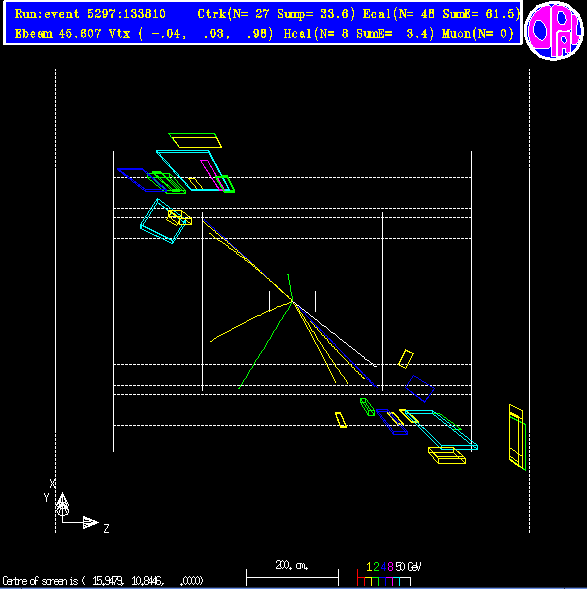 Run:event 5297:133810 Ctrk(N= 27 Sump= 33.6) Ecal(N= 48 SumE= 61.5)
Ebeam 45.607 Vtx ( -.04, .03, .98) Hcal(N= 8 SumE= 3.4) Muon(N= 0)
OPAL
X
Y
Z
200. cm.
1 2 4 8 50 GeV
Centre of screen is ( 15.9479, 10.8446, .0000)